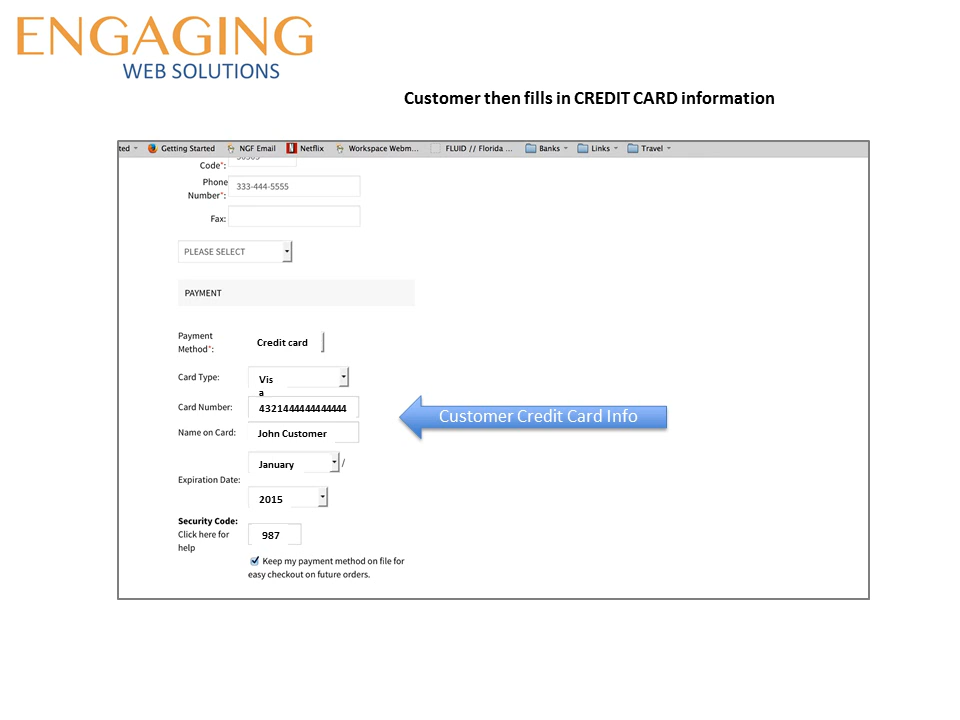 ENGAGING
WEB SOLUTIONS
Customer then fills in CREDIT CARD information
ted Getting Started NGF Email Netflix Workspace Webm... FLUID // Florida ... Banks Links Travel
Code*:
Phone
Number*: 333-444-5555
Fax:
PLEASE SELECT
PAYMENT
Payment
Method*: Credit card
Card Type: Vis
a
Card Number: 432144444444444
Customer Credit Card Info
Name on Card: John Customer
January /
Expiration Date:
2015
Security Code:
Click here for
help
987
Keep my payment method on file for
easy checkout on future orders.